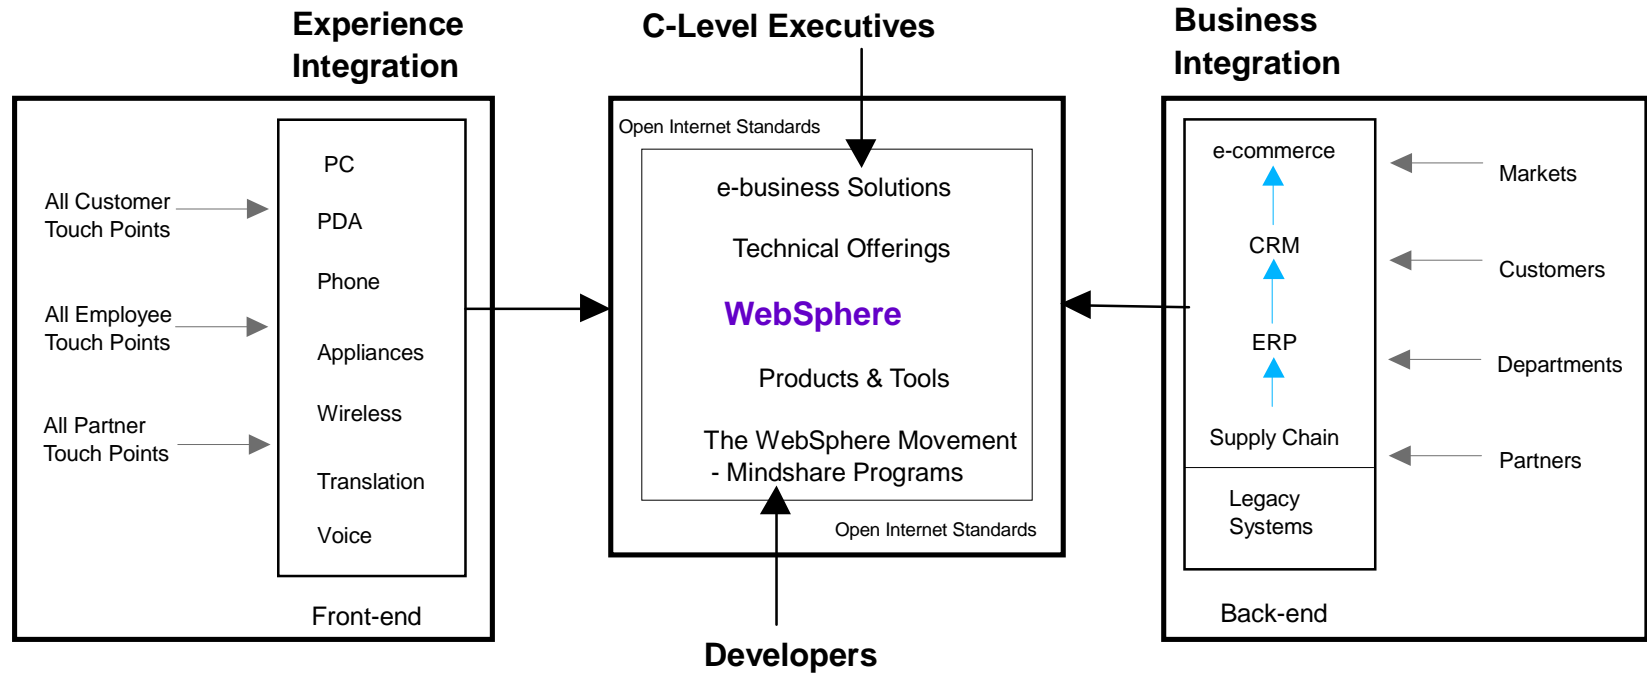 Experience
Integration
All Customer
Touch Points
All Employee
Touch Points
All Partner
Touch Points
PC
PDA
Phone
Appliances
Wireless
Translation
Voice
Front-end
C-Level Executives
Open Internet Standards
e-business Solutions
Technical Offerings
WebSphere
Products & Tools
The WebSphere Movement
- Mindshare Programs
Open Internet Standards
Developers
Business
Integration
e-commerce
CRM
ERP
Supply Chain
Legacy
Systems
Back-end
Markets
Customers
Departments
Partners